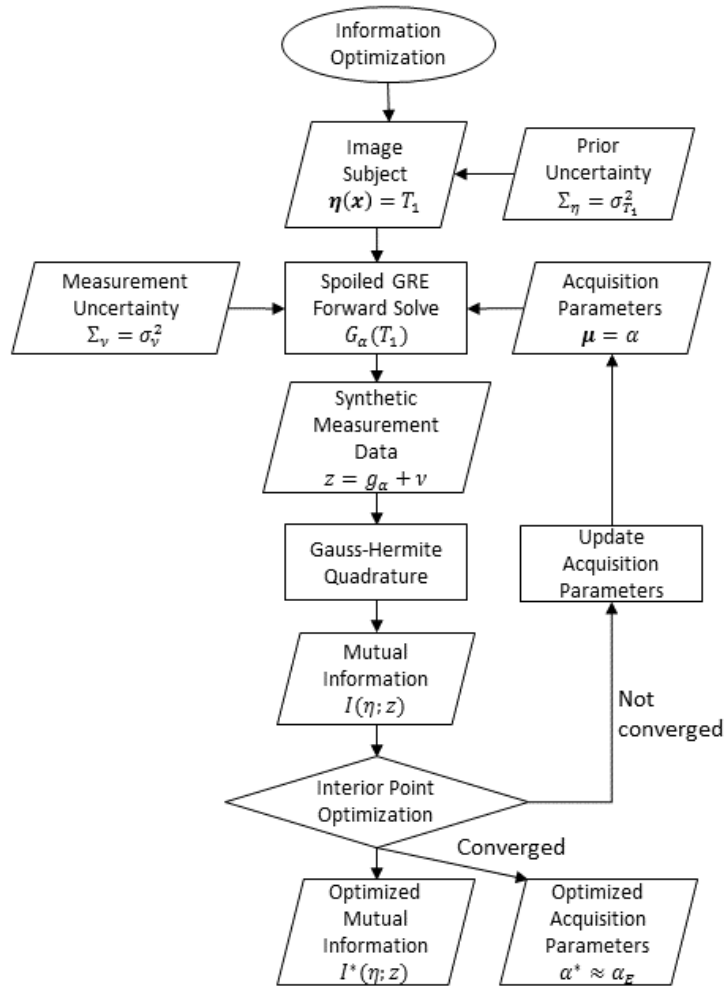 Information
Optimization
Image
Subject
η(x) = T₁
Prior
Uncertainty
Σ_η = σ²_{T₁}
Measurement
Uncertainty
Σ_ν = σ²_ν
Spoiled GRE
Forward Solve
G_α(T₁)
Acquisition
Parameters
μ = α
Synthetic
Measurement
Data
z = g_α + ν
Gauss-Hermite
Quadrature
Update
Acquisition
Parameters
Mutual
Information
I(η; z)
Not
converged
Interior Point
Optimization
Converged
Optimized
Mutual
Information
I*(η; z)
Optimized
Acquisition
Parameters
α* ≈ α_E